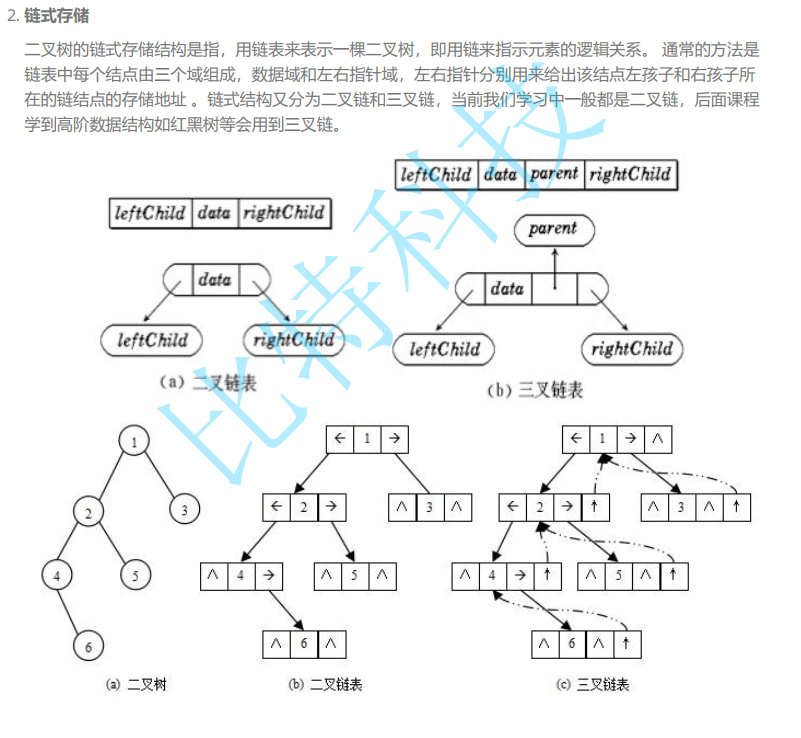 2. 链式存储
二叉树的链式存储结构是指，用链表来表示一棵二叉树，即用链来指示元素的逻辑关系。 通常的方法是
链表中每个结点由三个域组成，数据域和左右指针域，左右指针分别用来给出该结点左孩子和右孩子所
在的链结点的存储地址 。链式结构又分为二叉链和三叉链，当前我们学习中一般都是二叉链，后面课程
学到高阶数据结构如红黑树等会用到三叉链。
leftChild data parent rightChild
leftChild data rightChild
parent
data
data
leftChild rightChild
leftChild rightChild
(a) 二叉链表
(b) 三叉链表
比特科技
1
← 1 →
← 1 → ∧
2
3
← 2 →
∧ 3 ∧
← 2 → ↑
∧ 3 ∧ ↑
4
5
∧ 4 →
∧ 5 ∧
∧ 4 → ↑
∧ 5 ∧ ↑
6
∧ 6 ∧
∧ 6 ∧ ↑
(a) 二叉树
(b) 二叉链表
(c) 三叉链表